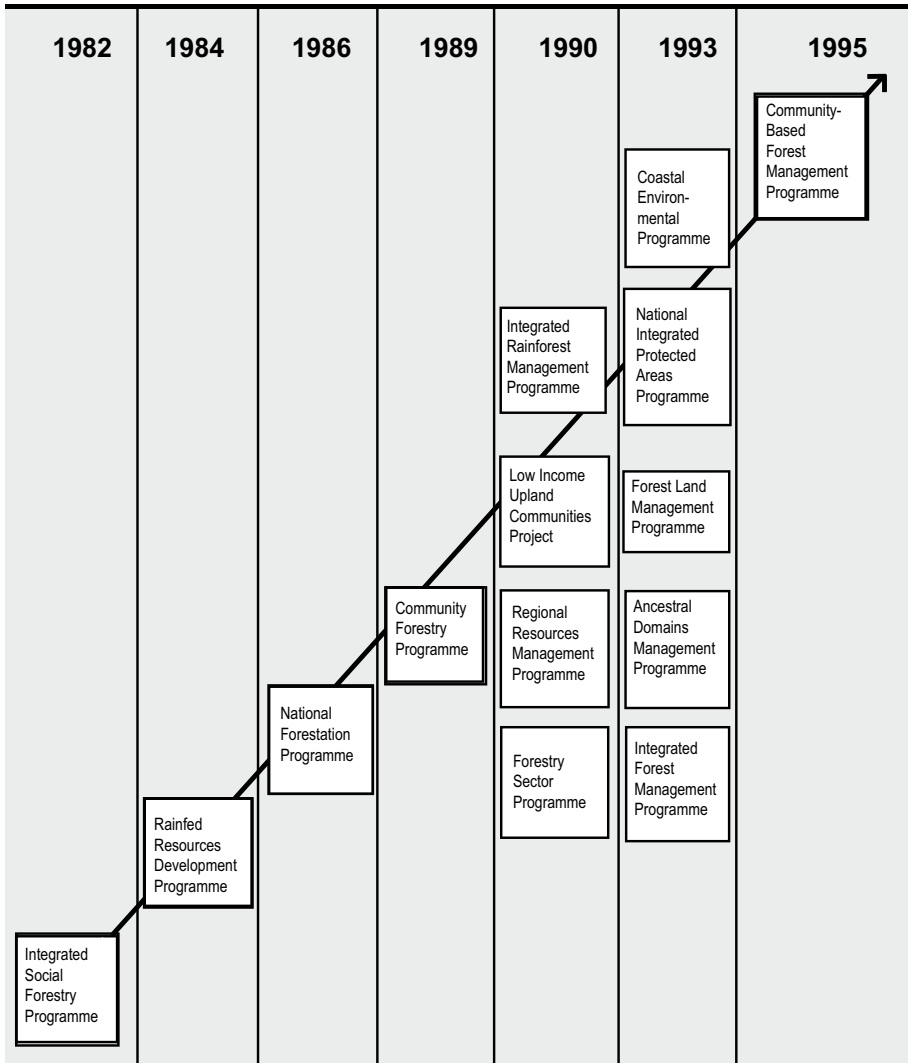 1982 1984 1986 1989 1990 1993 1995
Integrated
Social
Forestry
Programme
Rainfed
Resources
Development
Programme
National
Forestation
Programme
Community
Forestry
Programme
Integrated
Rainforest
Management
Programme
Low Income
Upland
Communities
Project
Regional
Resources
Management
Programme
Forestry
Sector
Programme
Coastal
Environ-
mental
Programme
National
Integrated
Protected
Areas
Programme
Forest Land
Management
Programme
Ancestral
Domains
Management
Programme
Integrated
Forest
Management
Programme
Community-
Based
Forest
Management
Programme